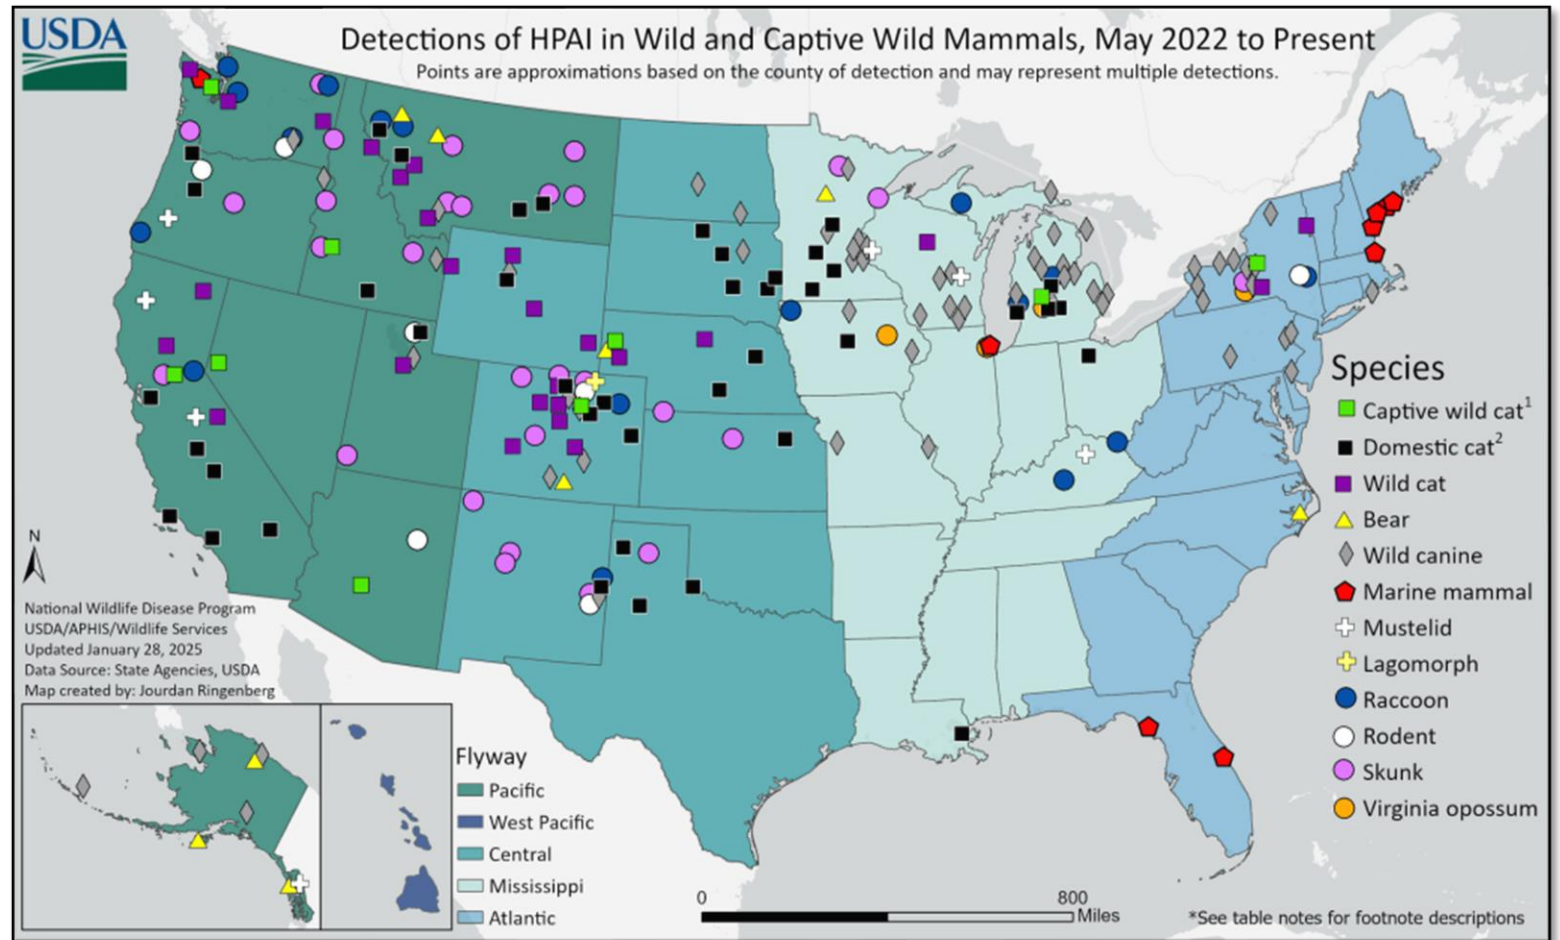 USDA
Detections of HPAI in Wild and Captive Wild Mammals, May 2022 to Present
Points are approximations based on the county of detection and may represent multiple detections.
Species
Captive wild cat1
Domestic cat2
Wild cat
Bear
Wild canine
Marine mammal
Mustelid
Lagomorph
Raccoon
Rodent
Skunk
Virginia opossum
N
National Wildlife Disease Program
USDA/APHIS/Wildlife Services
Updated January 28, 2025
Data Source: State Agencies, USDA
Map created by: Jourdan Ringenberg
Flyway
Pacific
West Pacific
Central
Mississippi
Atlantic
0 800
Miles
*See table notes for footnote descriptions